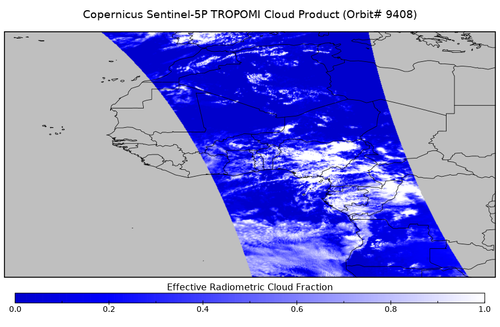 Copernicus Sentinel-5P TROPOMI Cloud Product (Orbit# 9408)
Effective Radiometric Cloud Fraction
0.0 0.2 0.4 0.6 0.8 1.0